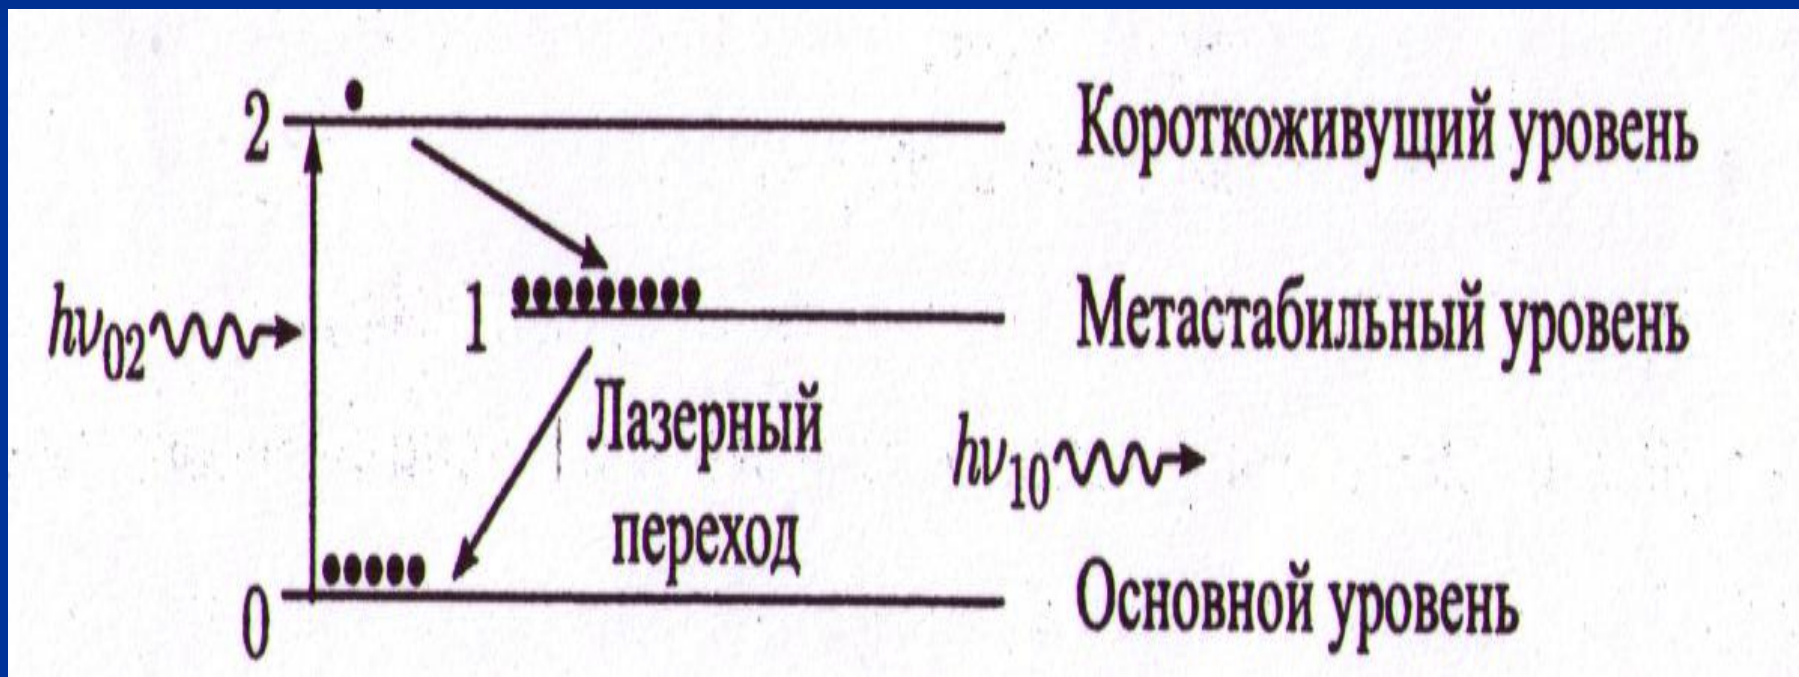 2
Короткоживущий уровень
hν₀₂
1
Метастабильный уровень
Лазерный
переход
hν₁₀
0
Основной уровень